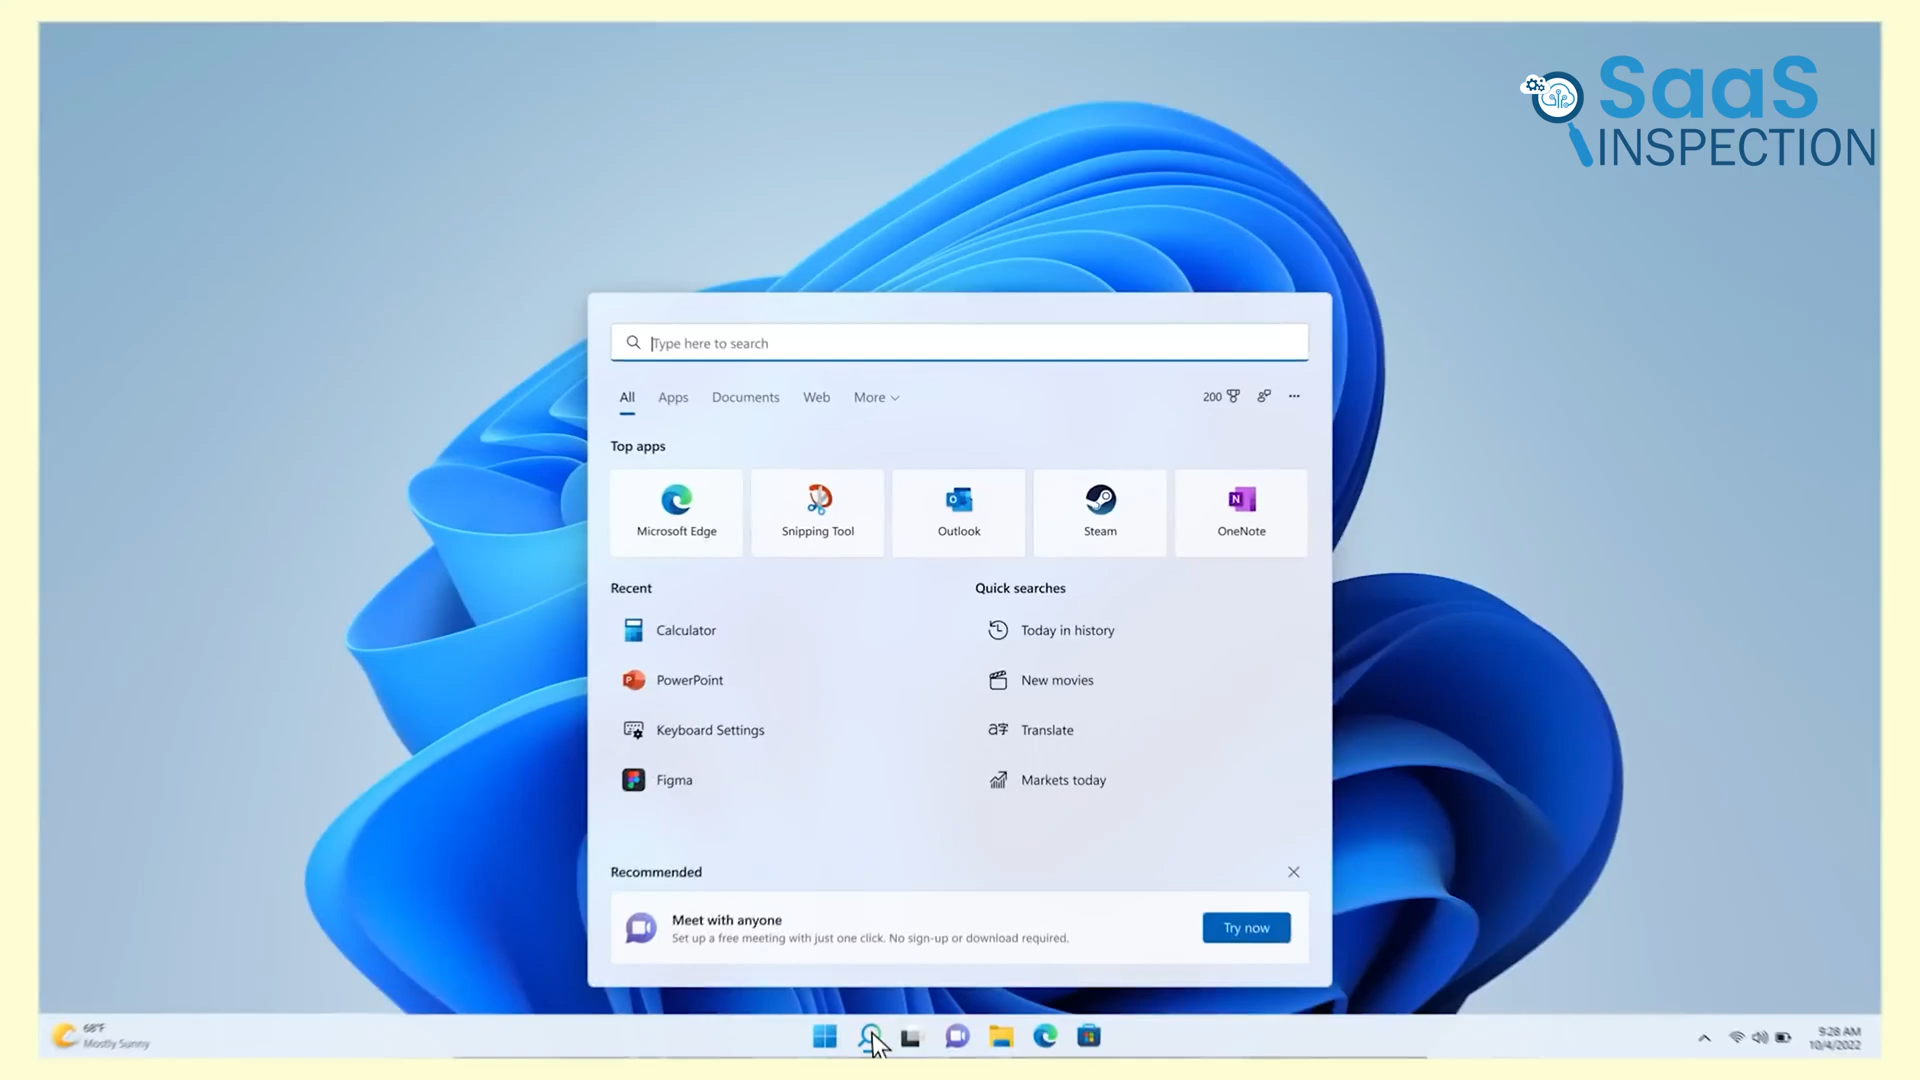 SaaS
INSPECTION
Type here to search
All Apps Documents Web More
200
Top apps
Microsoft Edge Snipping Tool Outlook Steam OneNote
Recent Quick searches
Calculator Today in history
PowerPoint New movies
Keyboard Settings Translate
Figma Markets today
Recommended
Meet with anyone
Set up a free meeting with just one click. No sign-up or download required.
Try now
68°F
Mostly Sunny
9:28 AM
10/4/2022